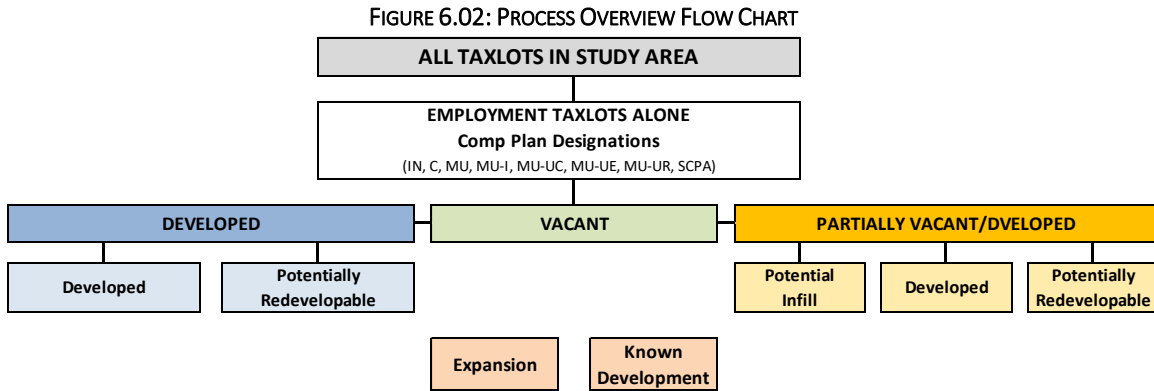 FIGURE 6.02: PROCESS OVERVIEW FLOW CHART
ALL TAXLOTS IN STUDY AREA
EMPLOYMENT TAXLOTS ALONE
Comp Plan Designations
(IN, C, MU, MU-I, MU-UC, MU-UE, MU-UR, SCPA)
DEVELOPED
VACANT
PARTIALLY VACANT/DVELOPED
Developed
Potentially
Redevelopable
Potential
Infill
Developed
Potentially
Redevelopable
Expansion
Known
Development